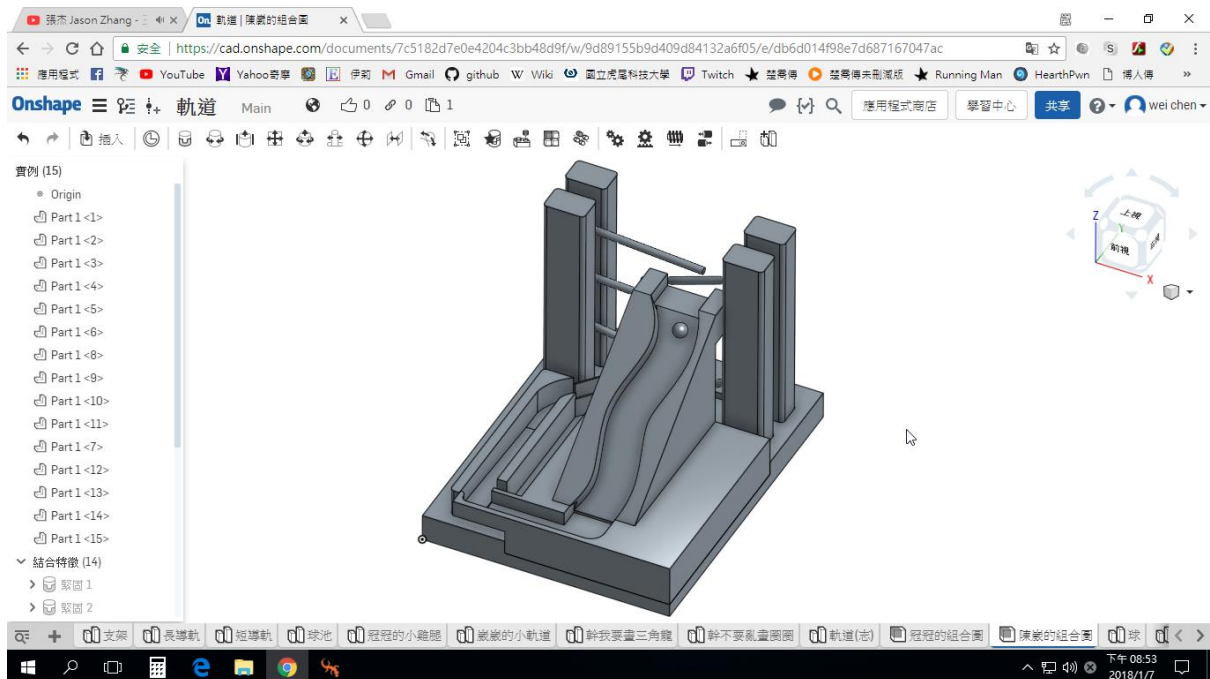 張杰 Jason Zhang -
軌道 | 陳崴的組合圖
安全 | https://cad.onshape.com/documents/7c5182d7e0e4204c3bb48d9f/w/9d89155b9d409d84132a6f05/e/db6d014f98e7d687167047ac
應用程式 YouTube Yahoo奇摩 伊莉 Gmail github Wiki 國立虎尾科技大學 Twitch 楚喬傳 楚喬傳未刪減版 Running Man HearthPwn 博人傳 »
Onshape 軌道 Main 0 0 1 應用程式商店 學習中心 共享 wei chen
插入
實例 (15)
Origin
Part 1 <1>
Part 1 <2>
Part 1 <3>
Part 1 <4>
Part 1 <5>
Part 1 <6>
Part 1 <8>
Part 1 <9>
Part 1 <10>
Part 1 <11>
Part 1 <7>
Part 1 <12>
Part 1 <13>
Part 1 <14>
Part 1 <15>
結合特徵 (14)
緊固 1
緊固 2
Z
上視
Y
前視
X
支架 長導軌 短導軌 球池 冠冠的小雞腿 崴崴的小軌道 幹我要畫三角龍 幹不要亂畫圈圈 軌道(志) 冠冠的組合圖 陳崴的組合圖 球
下午 08:53
2018/1/7